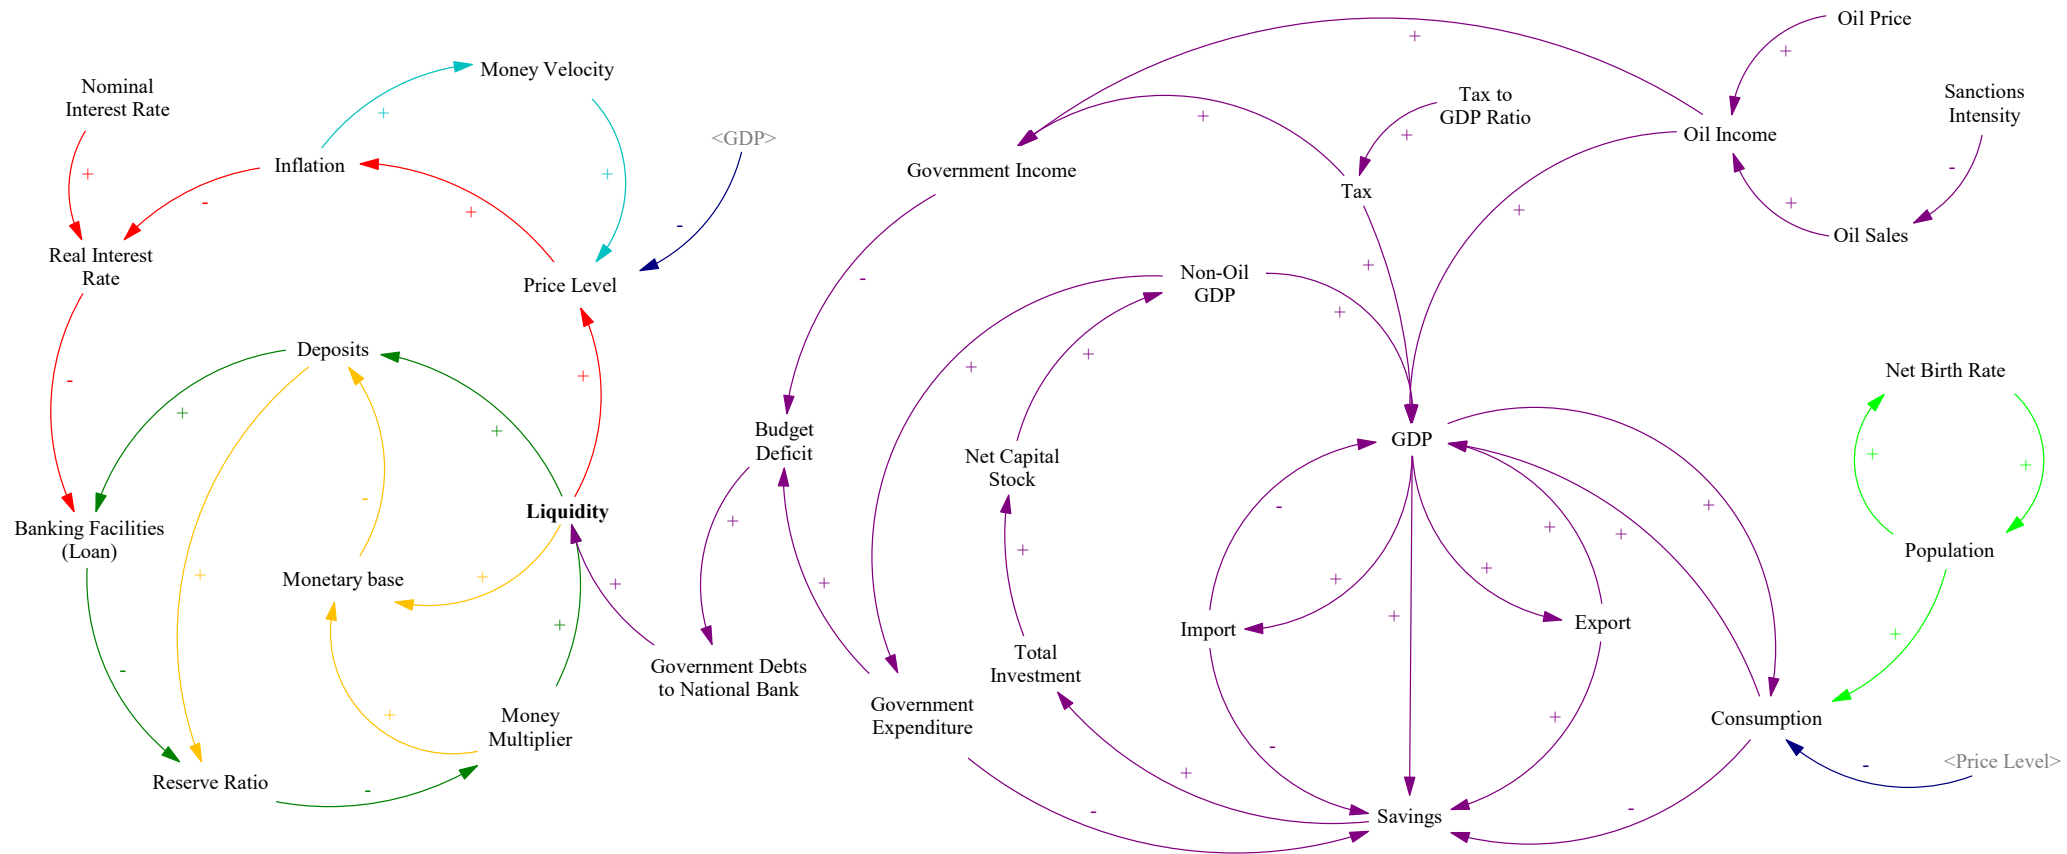 Oil Price
Money Velocity
Nominal
Interest Rate
Tax to
GDP Ratio
Sanctions
Intensity
<GDP>
Oil Income
Inflation
Government Income
Tax
Oil Sales
Real Interest
Rate
Price Level
Non-Oil
GDP
Deposits
Net Birth Rate
Budget
Deficit
GDP
Net Capital
Stock
Liquidity
Banking Facilities
(Loan)
Population
Monetary base
Import
Export
Government Debts
to National Bank
Total
Investment
Government
Expenditure
Money
Multiplier
Consumption
<Price Level>
Reserve Ratio
Savings
+
+
+
+
+
+
-
+
+
-
-
+
+
+
-
+
-
+
+
+
+
-
+
+
+
-
+
+
+
-
+
+
+
+
+
-
+
+
+
+
+
+
+
+
+
-
+
+
-
-
+
-
-
-